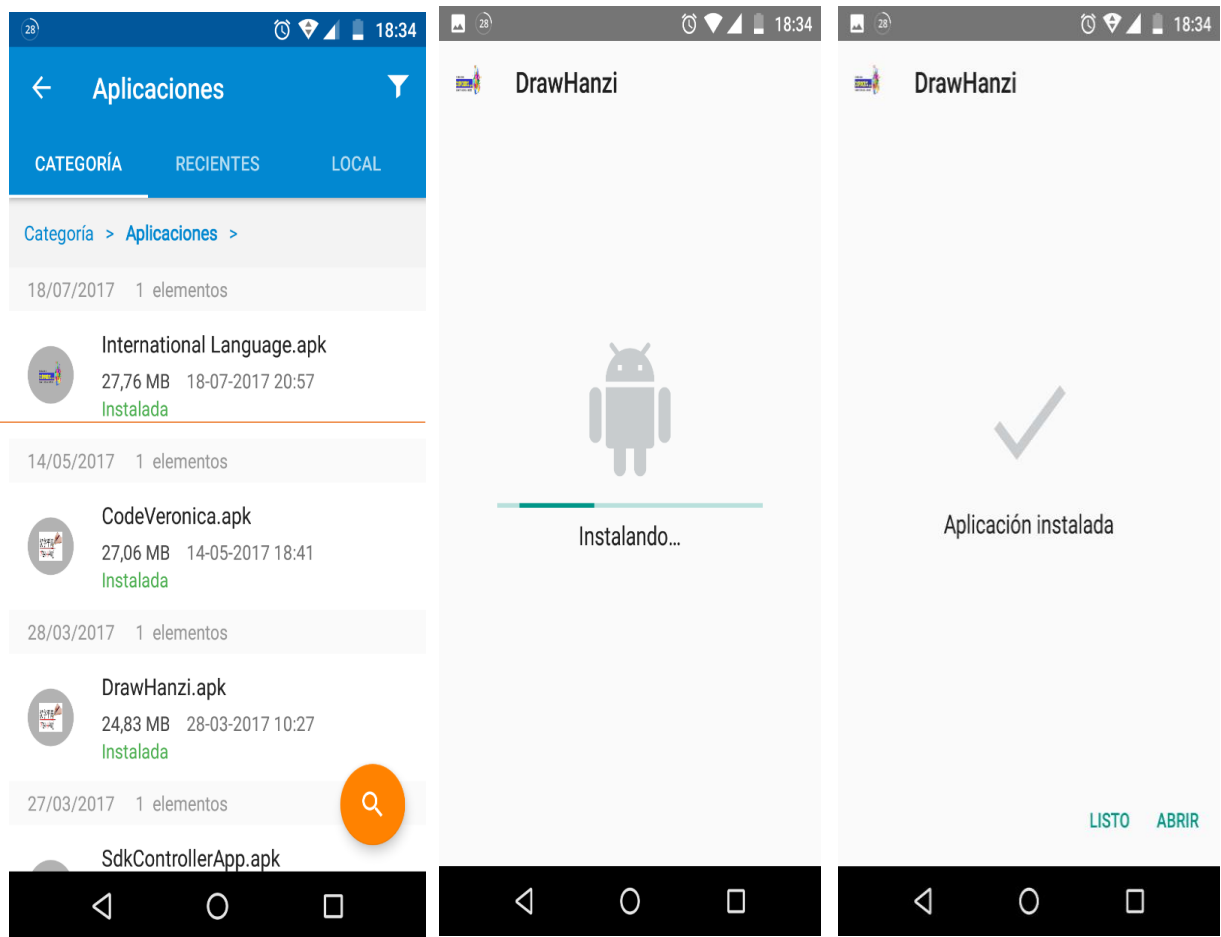 28 18:34
Aplicaciones
CATEGORÍA RECIENTES LOCAL
Categoría > Aplicaciones >
18/07/2017 1 elementos
International Language.apk
27,76 MB 18-07-2017 20:57
Instalada
14/05/2017 1 elementos
CodeVeronica.apk
27,06 MB 14-05-2017 18:41
Instalada
28/03/2017 1 elementos
DrawHanzi.apk
24,83 MB 28-03-2017 10:27
Instalada
27/03/2017 1 elementos
SdkControllerApp.apk
28 18:34
DrawHanzi
Instalando...
28 18:34
DrawHanzi
Aplicación instalada
LISTO ABRIR